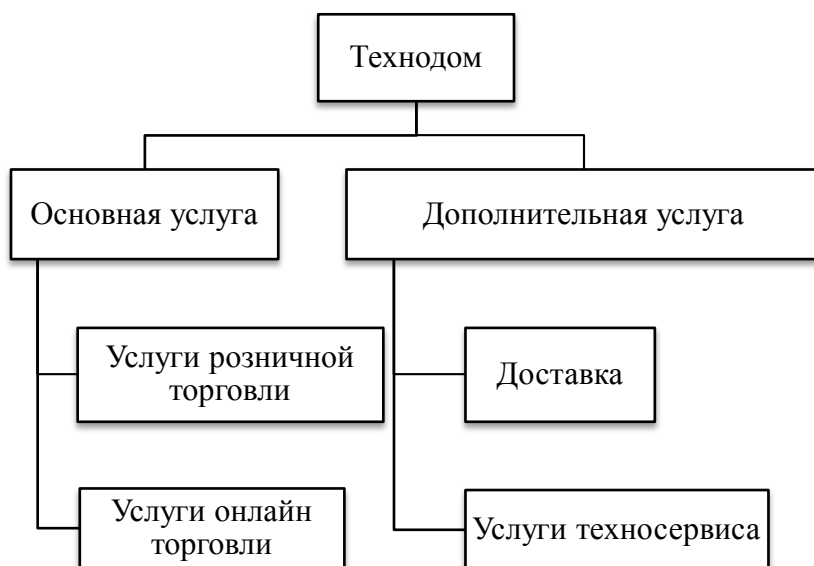 Технодом
Основная услуга
Дополнительная услуга
Услуги розничной
торговли
Доставка
Услуги онлайн
торговли
Услуги техносервиса